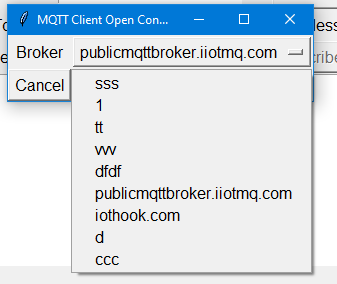 MQTT Client Open Con...
Broker publicmqttbroker.iiotmq.com
Cancel
sss
1
tt
vvv
dfdf
publicmqttbroker.iiotmq.com
iothook.com
d
ccc